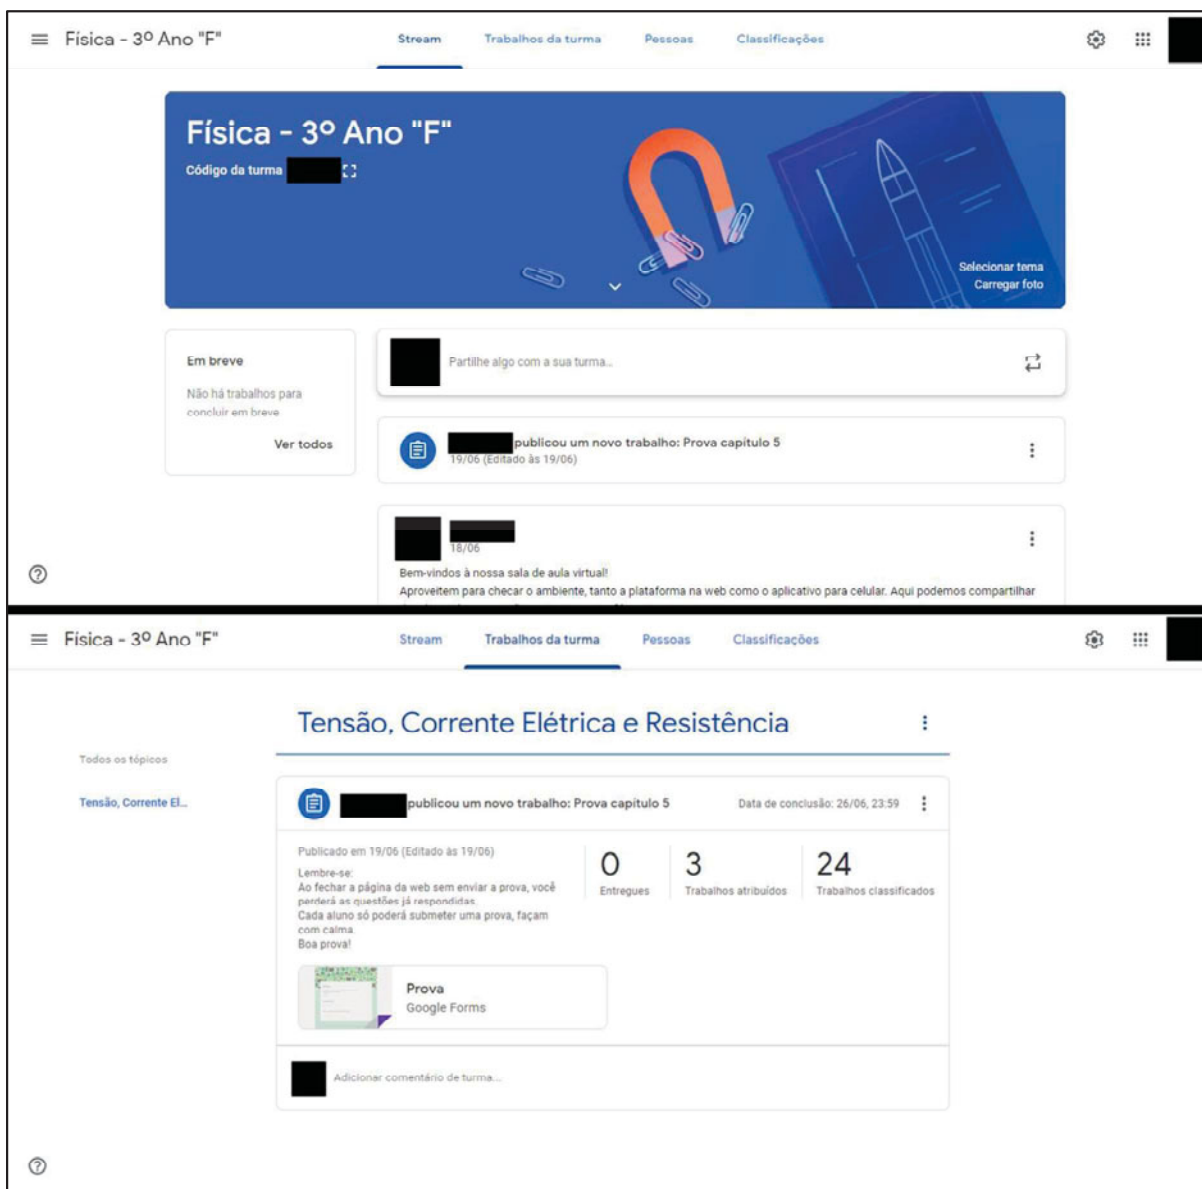 Física - 3º Ano "F"
Stream Trabalhos da turma Pessoas Classificações
Física - 3º Ano "F"
Código da turma
Selecionar tema
Carregar foto
Em breve
Não há trabalhos para
concluir em breve
Ver todos
Partilhe algo com a sua turma...
publicou um novo trabalho: Prova capítulo 5
19/06 (Editado às 19/06)
18/06
Bem-vindos à nossa sala de aula virtual!
Aproveitem para checar o ambiente, tanto a plataforma na web como o aplicativo para celular. Aqui podemos compartilhar
Física - 3º Ano "F"
Stream Trabalhos da turma Pessoas Classificações
Todos os tópicos
Tensão, Corrente El...
Tensão, Corrente Elétrica e Resistência
publicou um novo trabalho: Prova capítulo 5 Data de conclusão: 26/06, 23:59
Publicado em 19/06 (Editado às 19/06)
Lembre-se:
Ao fechar a página da web sem enviar a prova, você
perderá as questões já respondidas.
Cada aluno só poderá submeter uma prova, façam
com calma.
Boa prova!
0 3 24
Entregues Trabalhos atribuídos Trabalhos classificados
Prova
Google Forms
Adicionar comentário de turma...